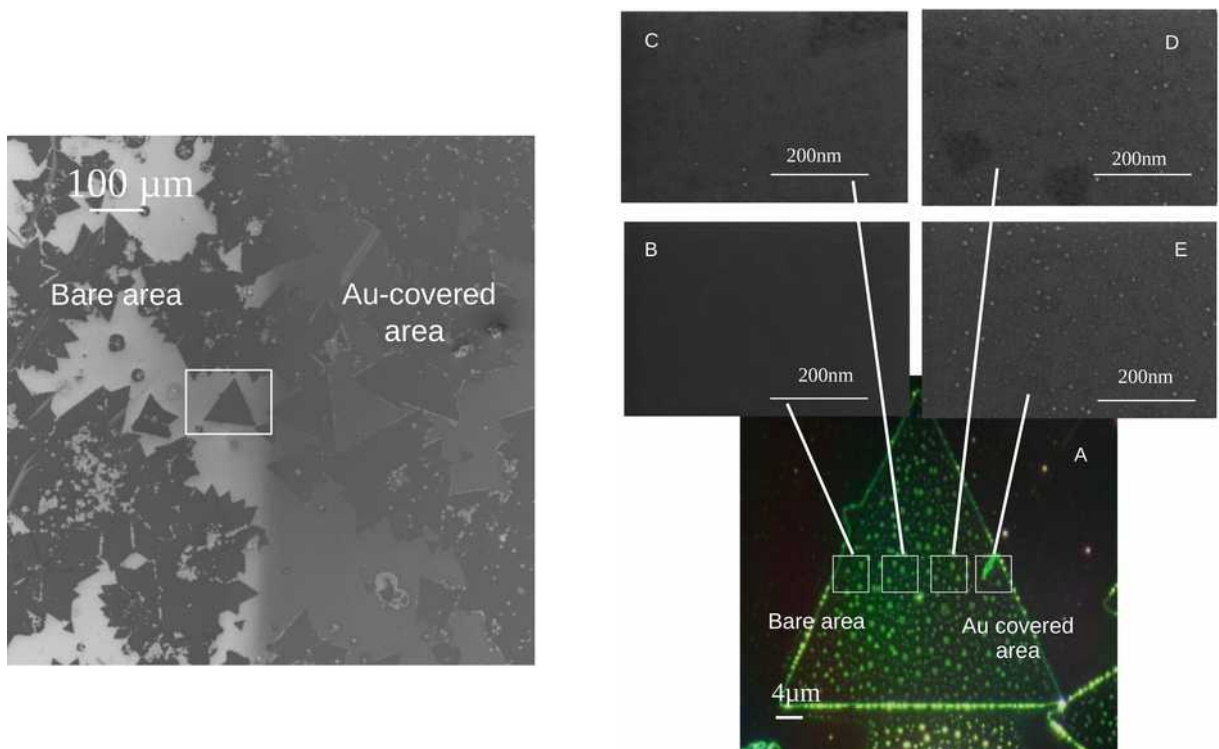 100 µm
Bare area
Au-covered
area
C
200nm
D
200nm
B
200nm
E
200nm
A
Bare area
Au covered
area
4µm